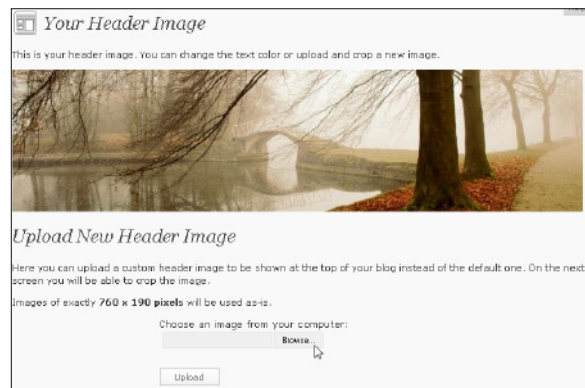 Your Header Image
This is your header image. You can change the text color or upload and crop a new image.
Upload New Header Image
Here you can upload a custom header image to be shown at the top of your blog instead of the default one. On the next
screen you will be able to crop the image.
Images of exactly 760 x 190 pixels will be used as-is.
Choose an image from your computer:
Browse...
Upload